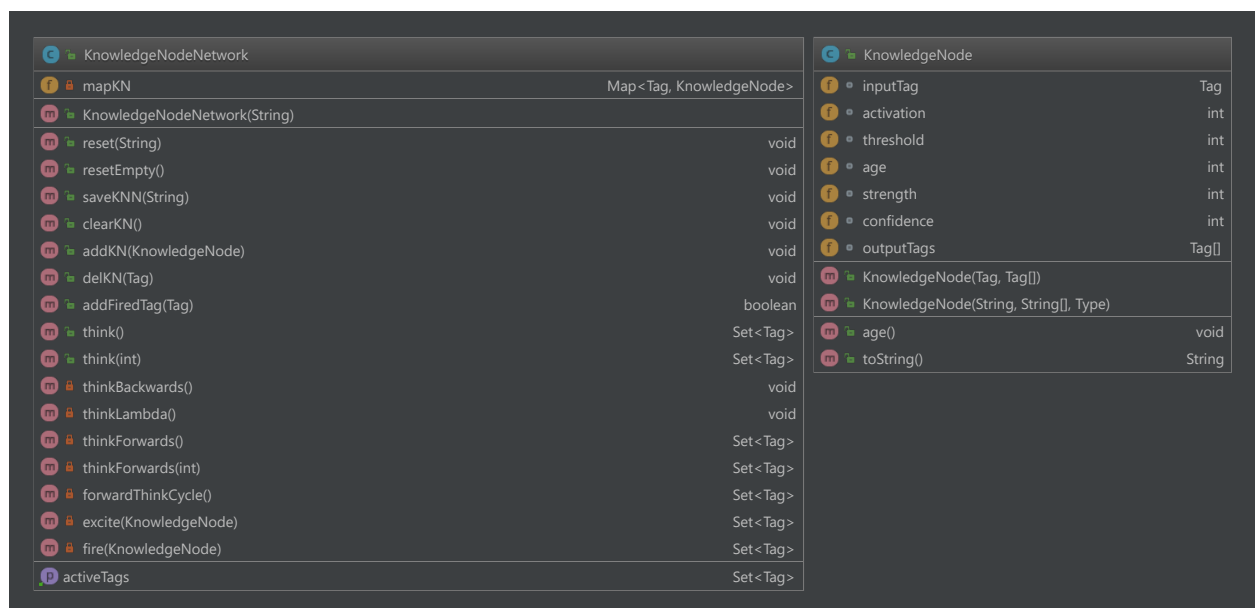 KnowledgeNodeNetwork
mapKN Map<Tag, KnowledgeNode>
KnowledgeNodeNetwork(String)
reset(String) void
resetEmpty() void
saveKNN(String) void
clearKN() void
addKN(KnowledgeNode) void
delKN(Tag) void
addFiredTag(Tag) boolean
think() Set<Tag>
think(int) Set<Tag>
thinkBackwards() void
thinkLambda() void
thinkForwards() Set<Tag>
thinkForwards(int) Set<Tag>
forwardThinkCycle() Set<Tag>
excite(KnowledgeNode) Set<Tag>
fire(KnowledgeNode) Set<Tag>
activeTags Set<Tag>
KnowledgeNode
inputTag Tag
activation int
threshold int
age int
strength int
confidence int
outputTags Tag[]
KnowledgeNode(Tag, Tag[])
KnowledgeNode(String, String[], Type)
age() void
toString() String